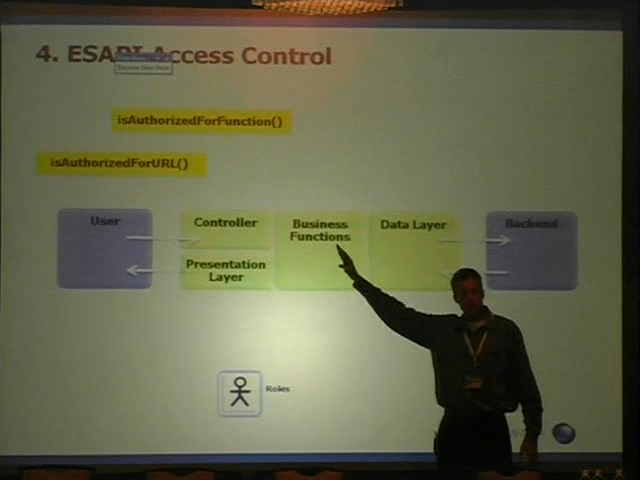 4. ESAPI Access Control
isAuthorizedForFunction()
isAuthorizedForURL()
User
Controller
Business
Functions
Data Layer
Backend
Presentation
Layer
Roles